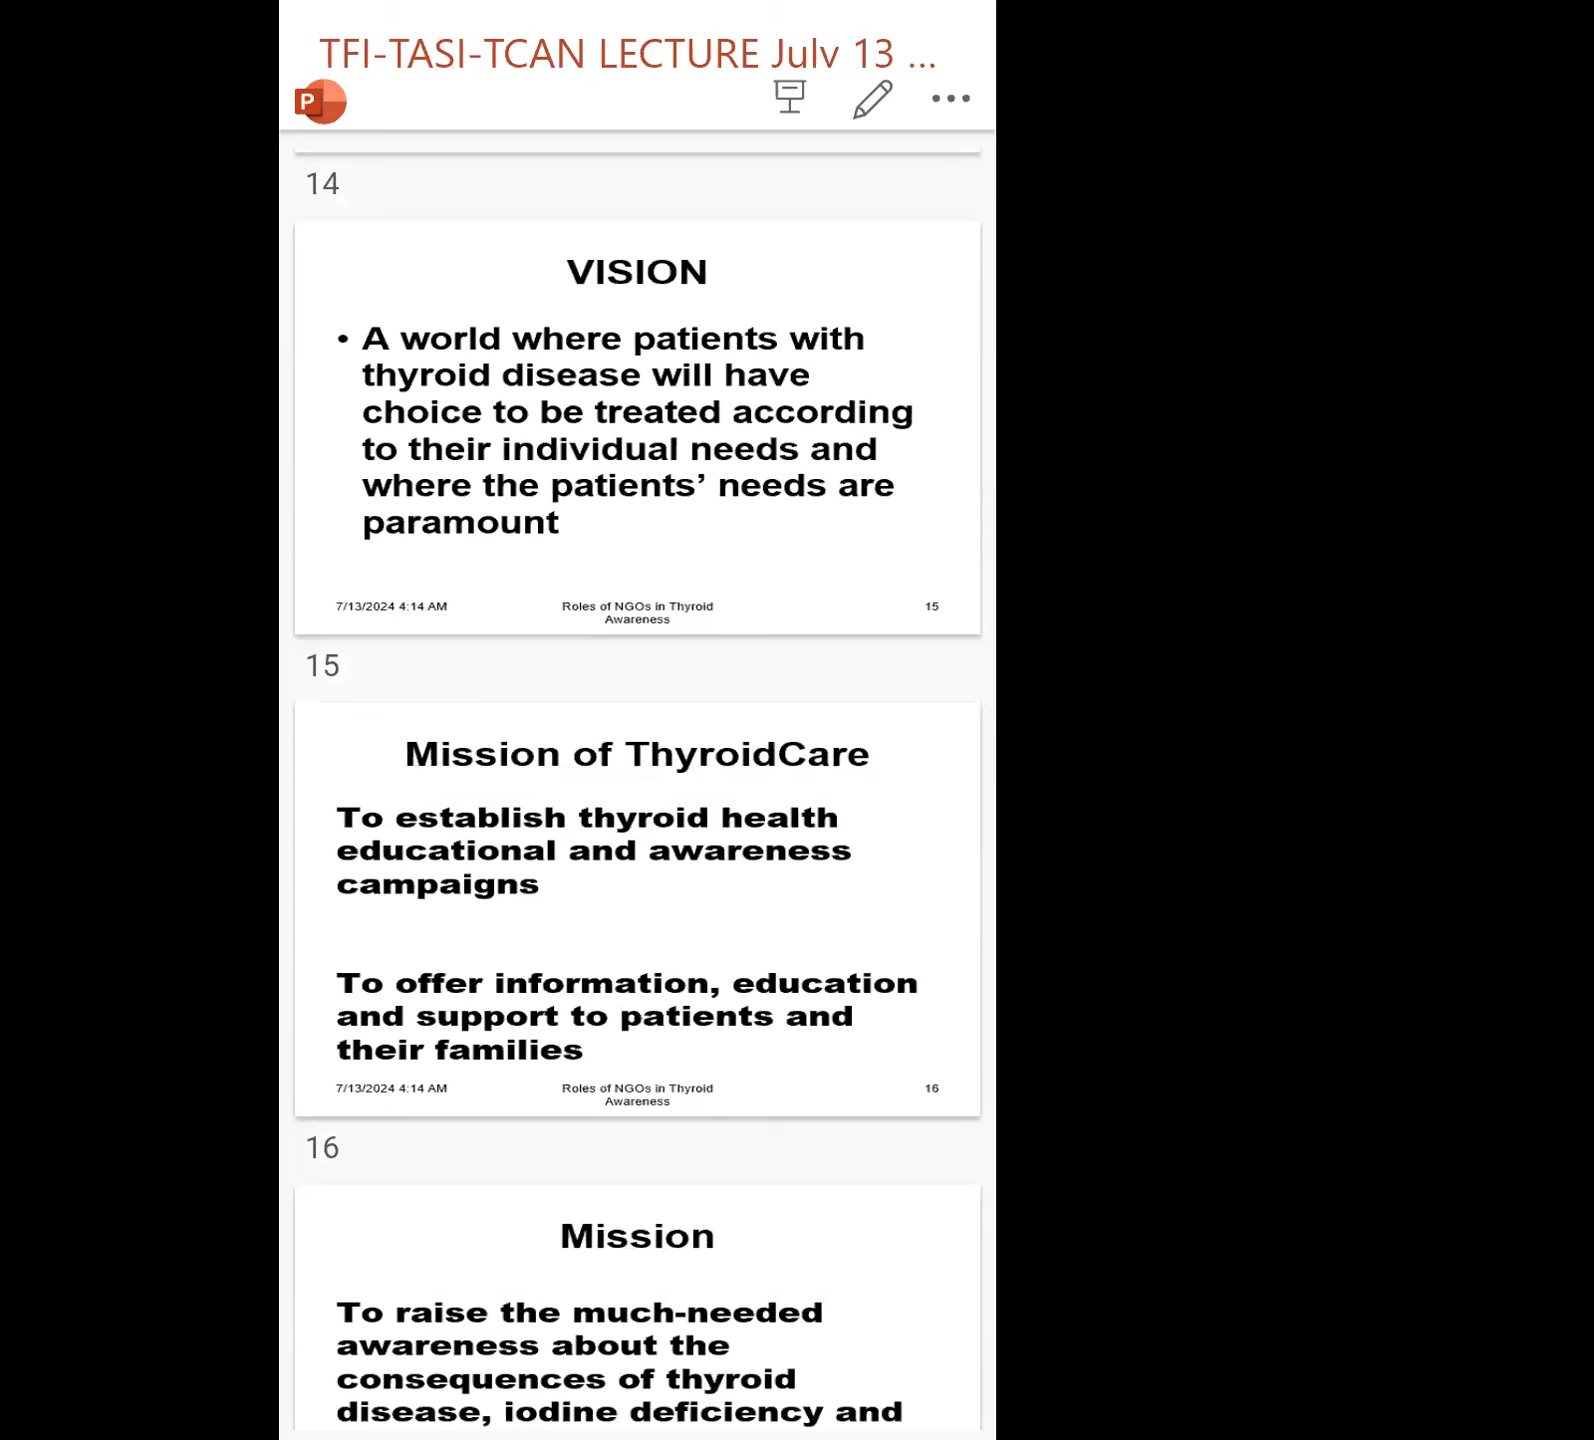 TFI-TASI-TCAN LECTURE July 13 ...
P
14
VISION
• A world where patients with
thyroid disease will have
choice to be treated according
to their individual needs and
where the patients’ needs are
paramount
7/13/2024 4:14 AM
Roles of NGOs in Thyroid
Awareness
15
15
Mission of ThyroidCare
To establish thyroid health
educational and awareness
campaigns
To offer information, education
and support to patients and
their families
7/13/2024 4:14 AM
Roles of NGOs in Thyroid
Awareness
16
16
Mission
To raise the much-needed
awareness about the
consequences of thyroid
disease, iodine deficiency and